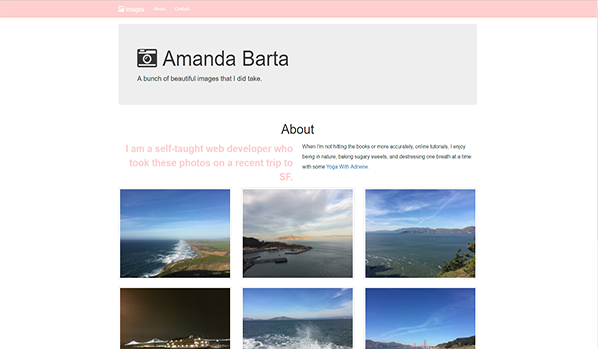 Images About Contact
Amanda Barta
A bunch of beautiful images that I did take.
About
I am a self-taught web developer who
took these photos on a recent trip to
SF.
When I'm not hitting the books or more accurately, online tutorials, I enjoy
being in nature, baking sugary sweets, and destressing one breath at a time
with some Yoga With Adriene.